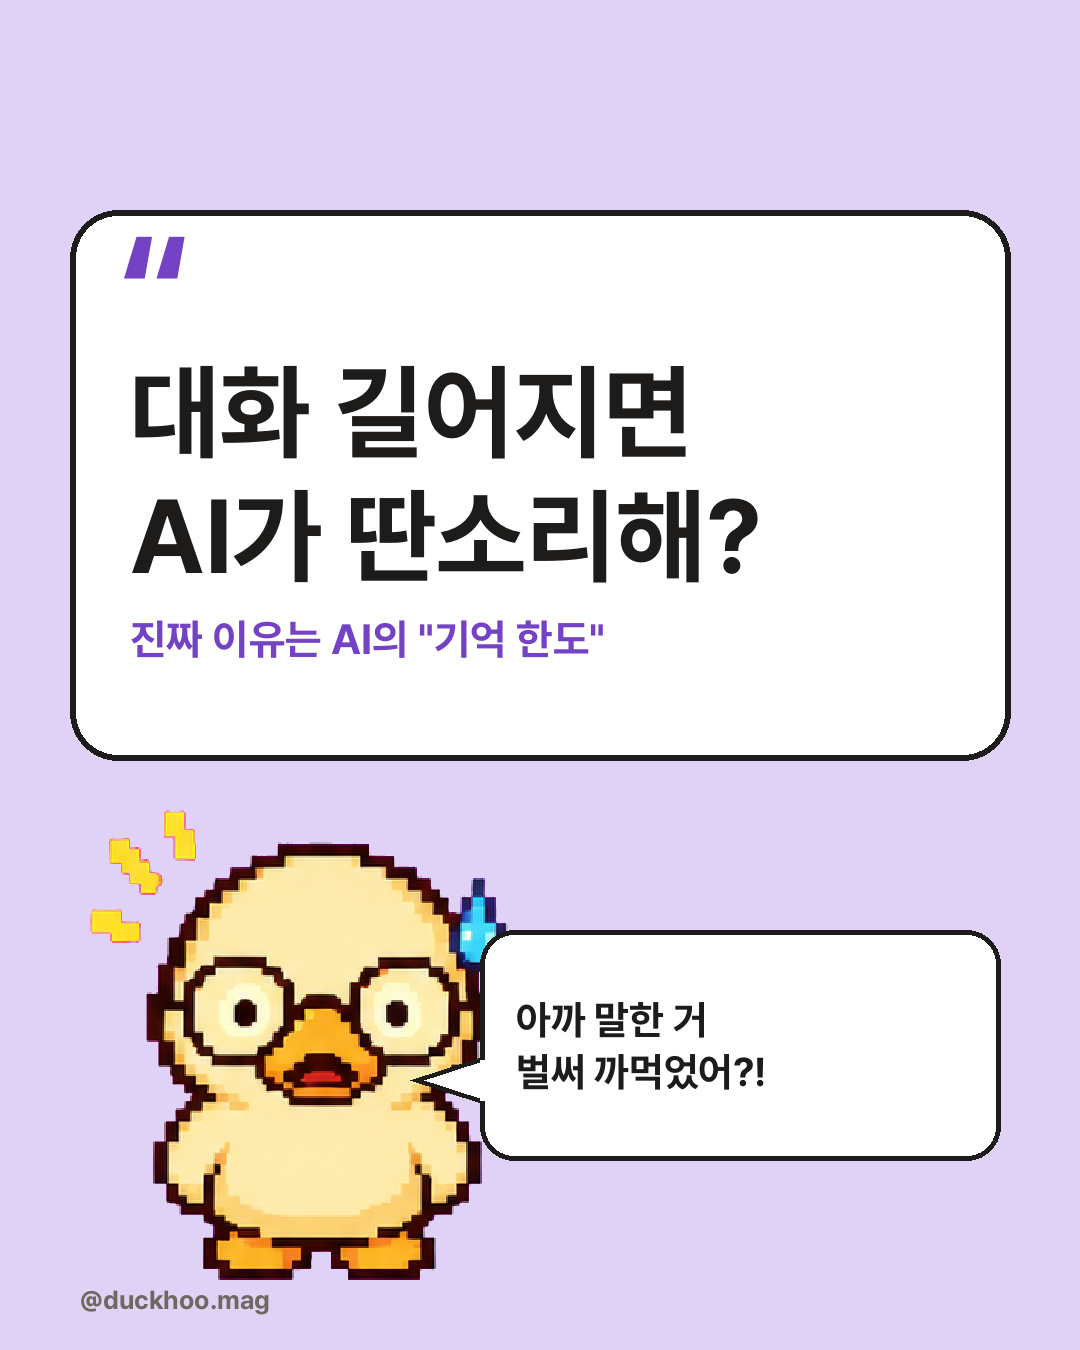 "
대화 길어지면
AI가 딴소리해?
진짜 이유는 AI의 "기억 한도"
아까 말한 거
벌써 까먹었어?!
@duckhoo.mag